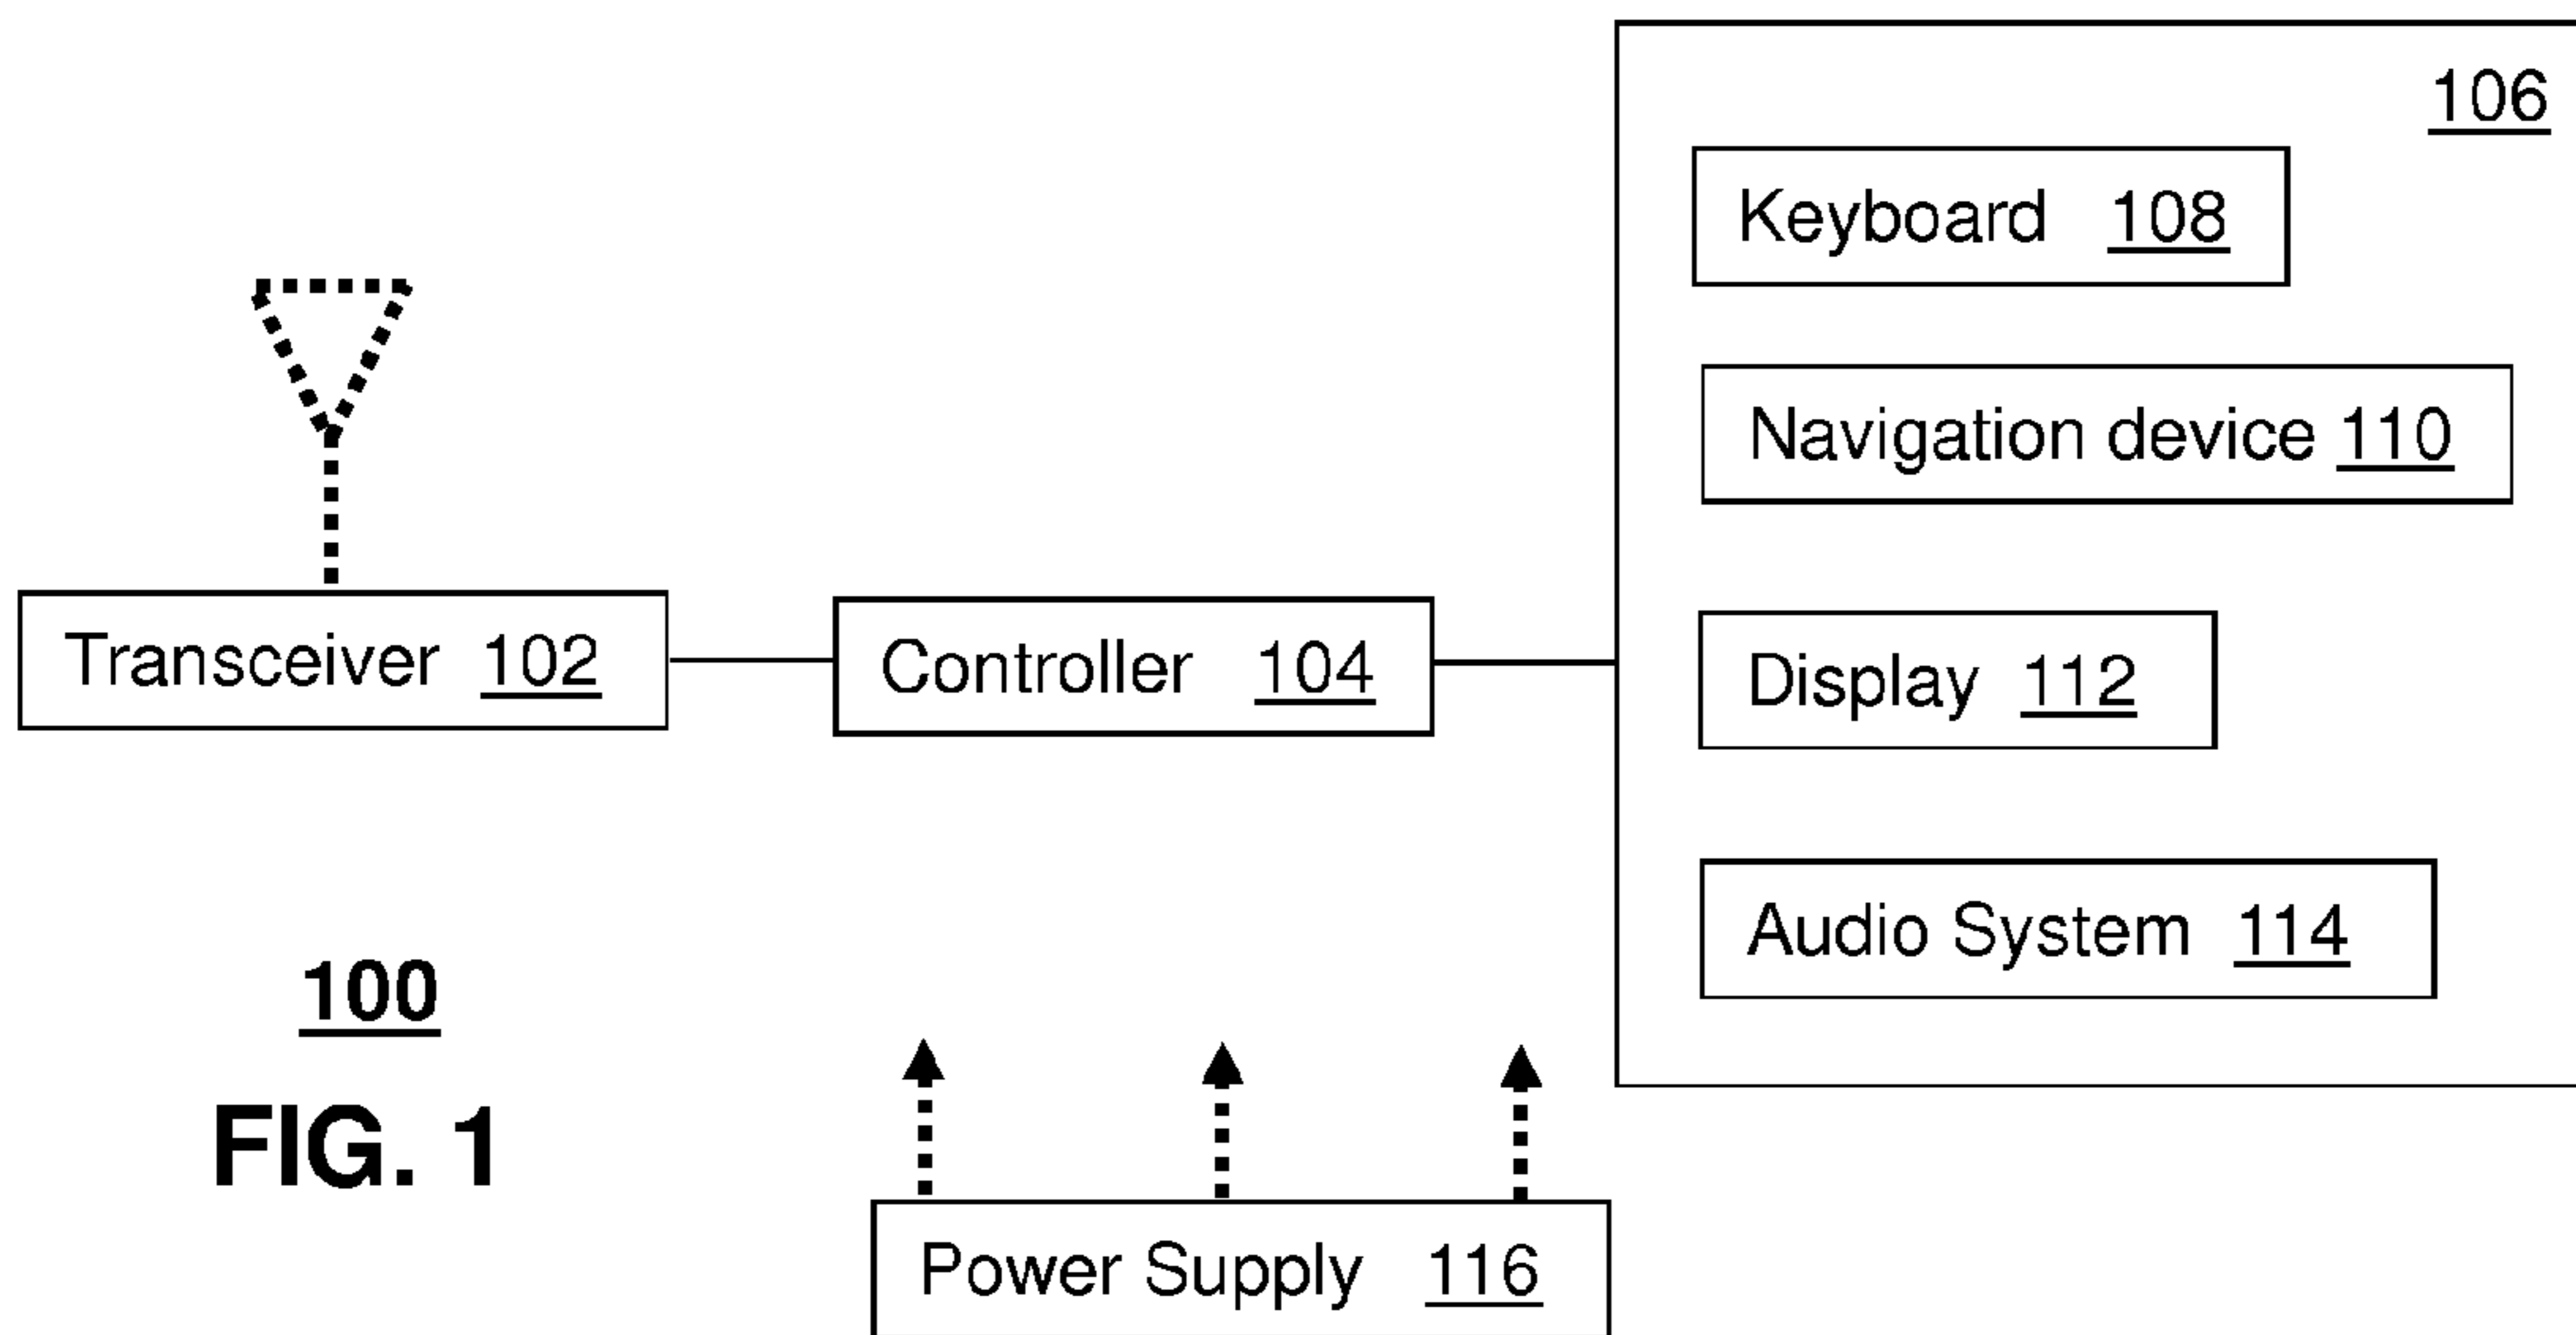 106
Keyboard 108
Navigation device 110
Transceiver 102
Controller 104
Display 112
Audio System 114
100
FIG. 1
Power Supply 116